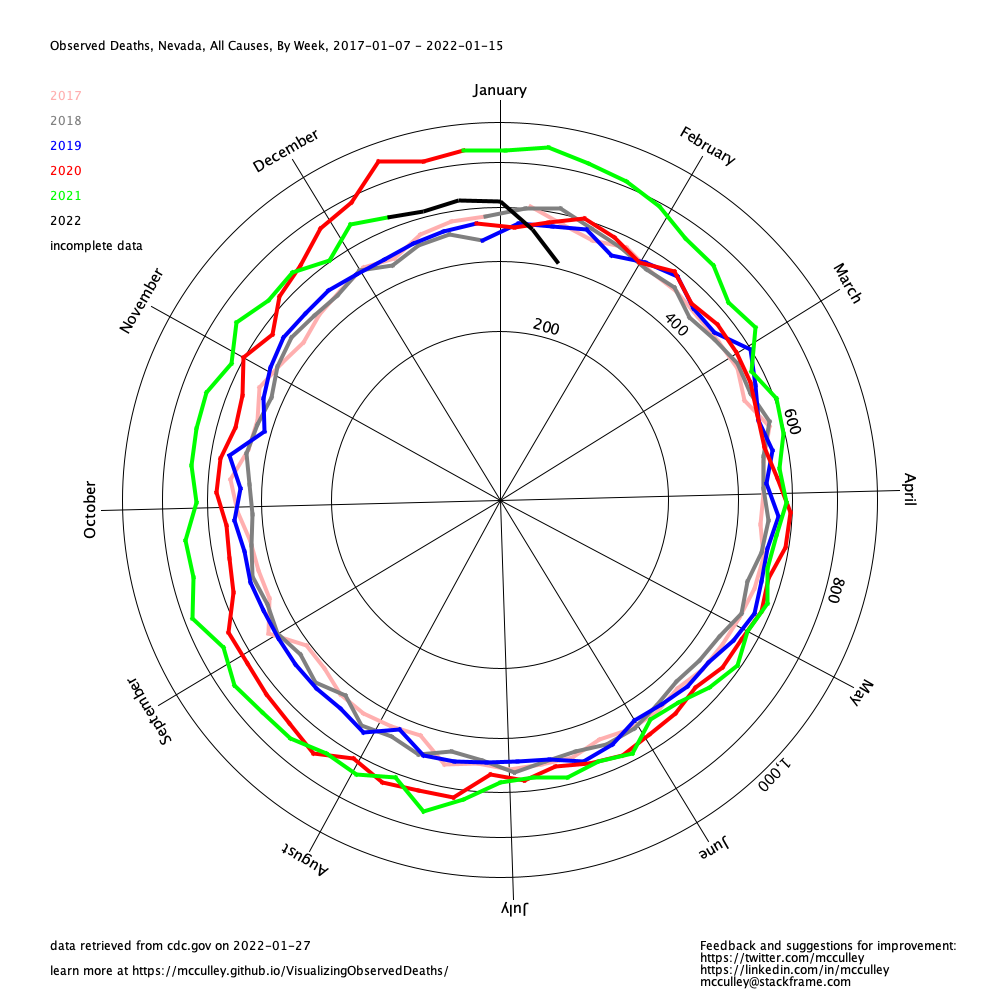 Observed Deaths, Nevada, All Causes, By Week, 2017-01-07 - 2022-01-15
2017
2018
2019
2020
2021
2022
incomplete data
January
February
March
April
May
June
July
August
September
October
November
December
200
400
600
800
1,000
data retrieved from cdc.gov on 2022-01-27
learn more at https://mcculley.github.io/VisualizingObservedDeaths/
Feedback and suggestions for improvement:
https://twitter.com/mcculley
https://linkedin.com/in/mcculley
mcculley@stackframe.com